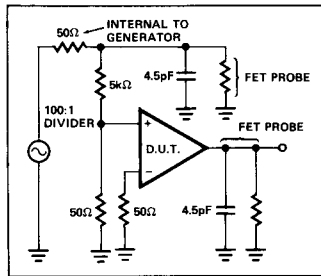 50Ω
INTERNAL TO
GENERATOR
5kΩ
4.5pF
FET PROBE
100:1
DIVIDER
+
D.U.T.
−
FET PROBE
50Ω
50Ω
4.5pF